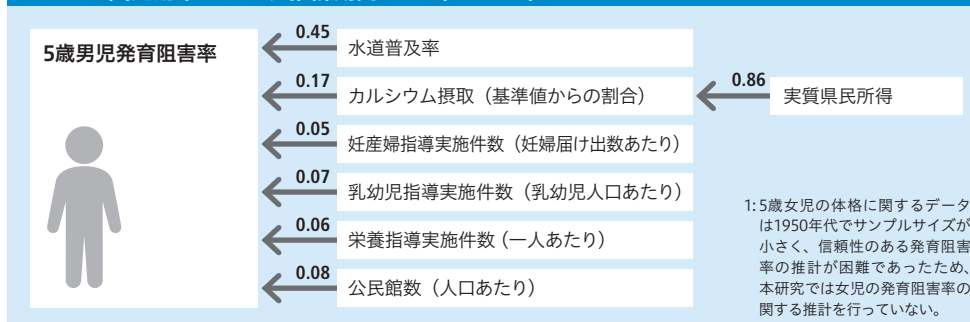 5歳男児発育阻害率
0.45
水道普及率
0.17
カルシウム摂取（基準値からの割合）
0.86
実質県民所得
0.05
妊産婦指導実施件数（妊婦届け出数あたり）
0.07
乳幼児指導実施件数（乳幼児人口あたり）
0.06
栄養指導実施件数（一人あたり）
0.08
公民館数（人口あたり）
1: 5歳女児の体格に関するデータ
は1950年代でサンプルサイズが
小さく、信頼性のある発育阻害
率の推計が困難であったため、
本研究では女児の発育阻害率の
関する推計を行っていない。